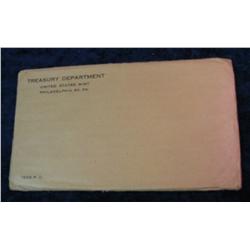 TREASURY DEPARTMENT
UNITED STATES MINT
PHILADELPHIA 30, PA.